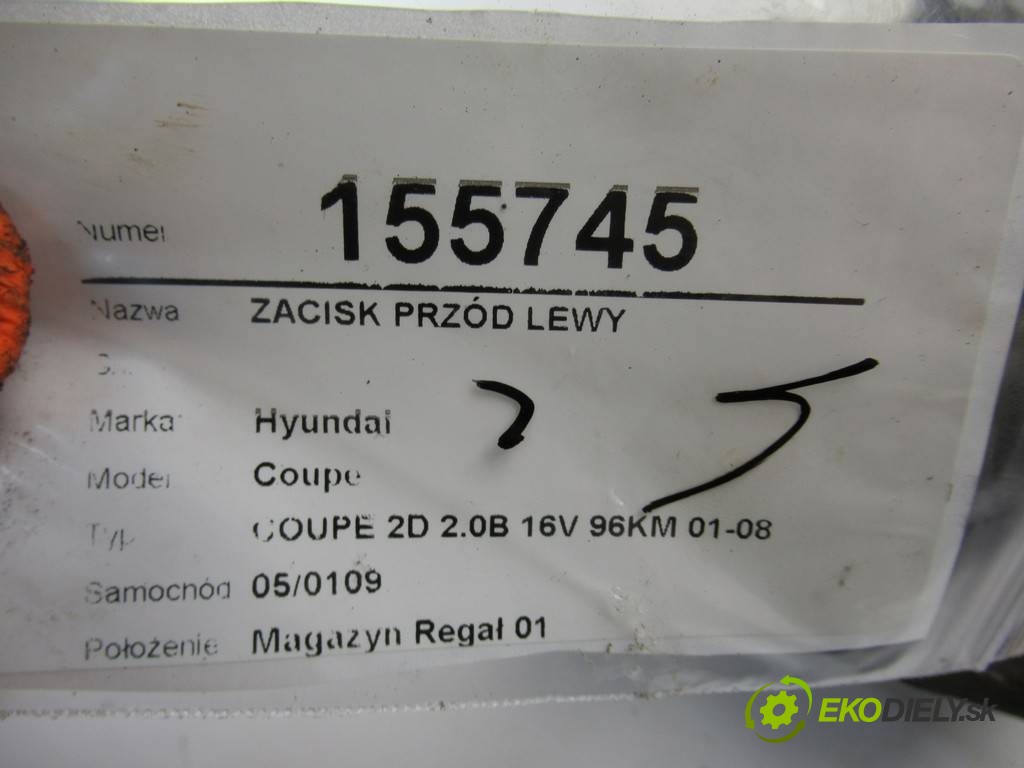 Numer 155745
Nazwa ZACISK PRZÓD LEWY
Marka Hyundai
Model Coupe
Typ COUPE 2D 2.0B 16V 96KM 01-08
Samochód 05/0109
Położenie Magazyn Regał 01
EKODIELY.sk